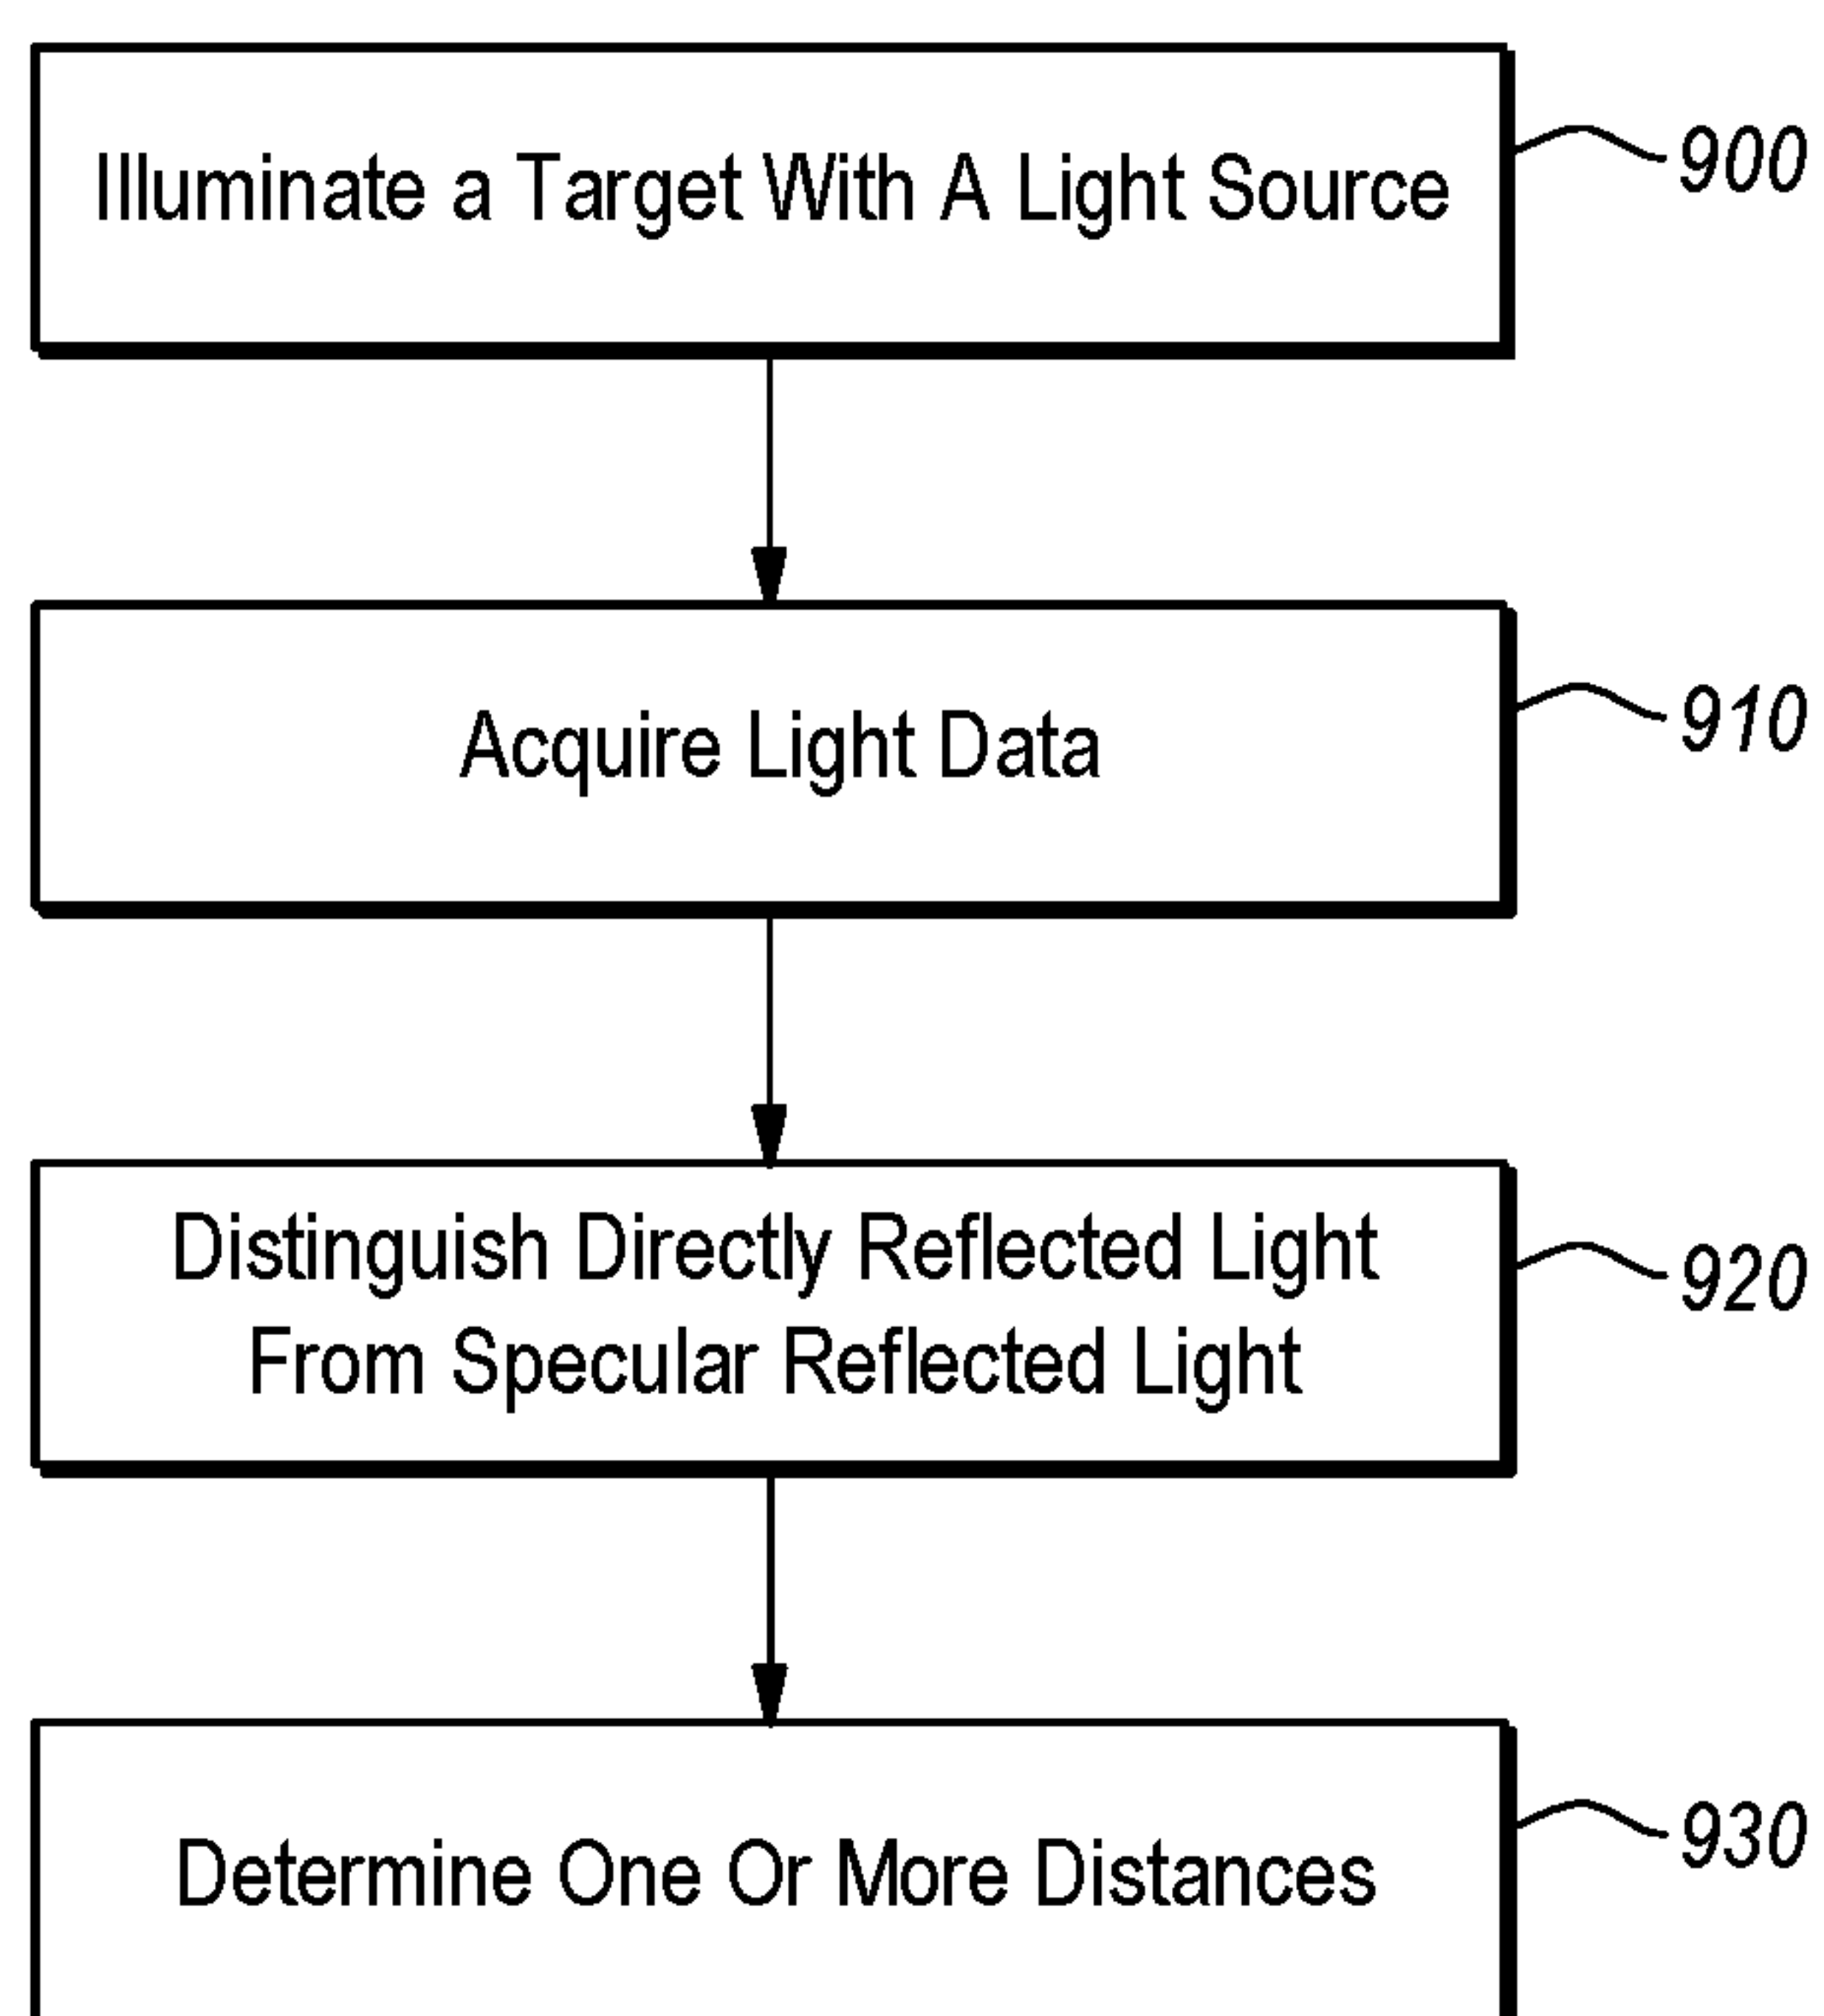 Illuminate a Target With A Light Source
900
Acquire Light Data
910
Distinguish Directly Reflected Light
From Specular Reflected Light
920
Determine One Or More Distances
930